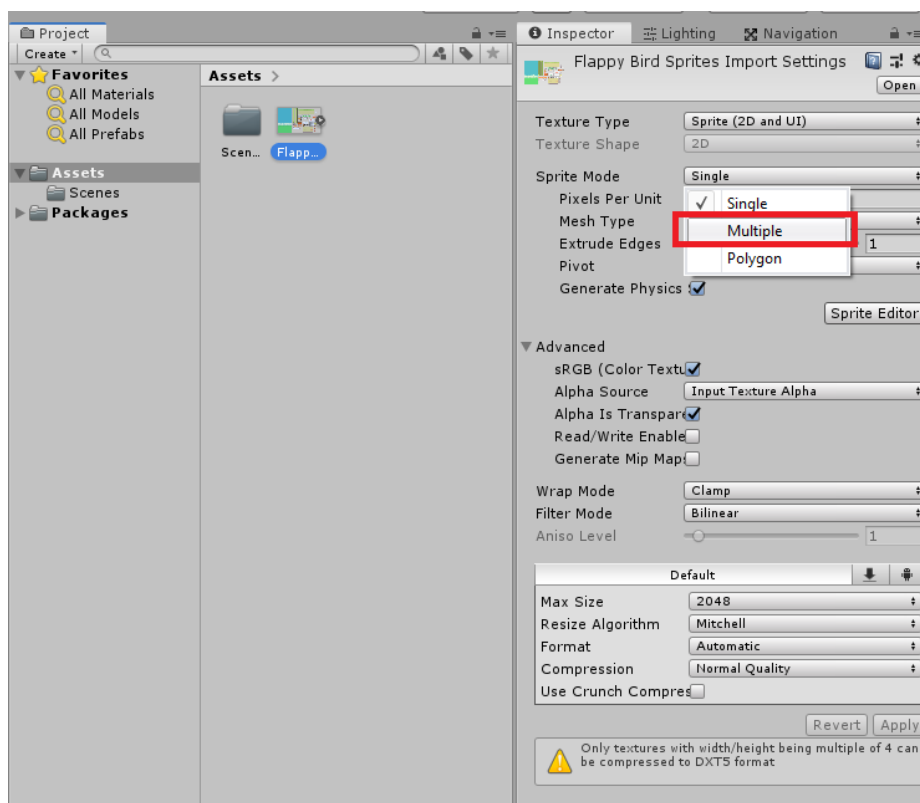 Project
Create
Favorites
All Materials
All Models
All Prefabs
Assets
Scenes
Packages
Assets >
Scen...
Flapp...
Inspector Lighting Navigation
Flappy Bird Sprites Import Settings
Open
Texture Type Sprite (2D and UI)
Texture Shape 2D
Sprite Mode Single
Pixels Per Unit
Single
Mesh Type
Multiple
Extrude Edges 1
Polygon
Pivot
Generate Physics
Sprite Editor
Advanced
sRGB (Color Textu
Alpha Source Input Texture Alpha
Alpha Is Transpare
Read/Write Enable
Generate Mip Map
Wrap Mode Clamp
Filter Mode Bilinear
Aniso Level 1
Default
Max Size 2048
Resize Algorithm Mitchell
Format Automatic
Compression Normal Quality
Use Crunch Compres
Revert Apply
Only textures with width/height being multiple of 4 can
be compressed to DXT5 format